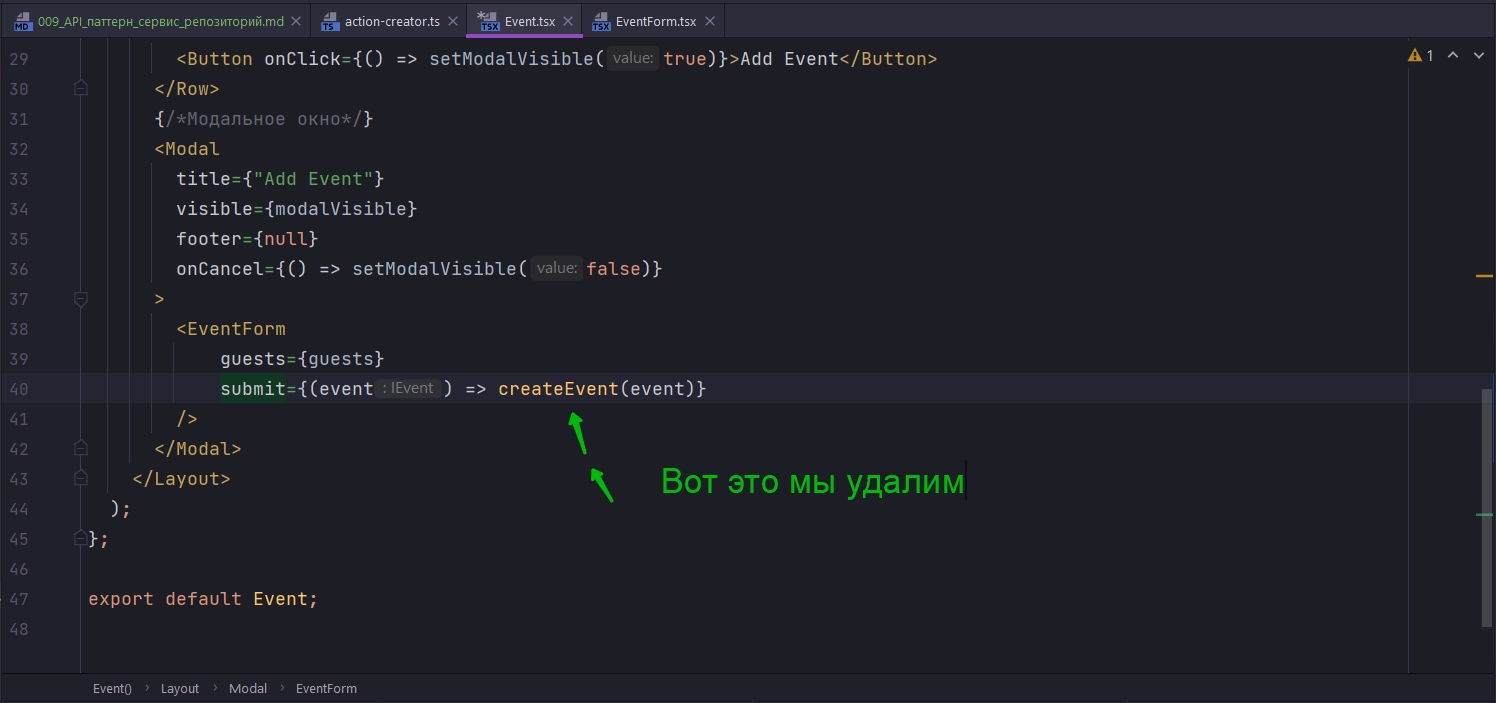 009_API_паттерн_сервис_репозиторий.md action-creator.ts Event.tsx EventForm.tsx
29 <Button onClick={() => setModalVisible( value: true)}>Add Event</Button> 1
30 </Row>
31 {/*Модальное окно*/}
32 <Modal
33 title={"Add Event"}
34 visible={modalVisible}
35 footer={null}
36 onCancel={() => setModalVisible( value: false)}
37 >
38 <EventForm
39 guests={guests}
40 submit={(event : IEvent ) => createEvent(event)}
41 />
42 </Modal>
43 </Layout>
Вот это мы удалим
44 );
45 };
46
47 export default Event;
48
Event() › Layout › Modal › EventForm